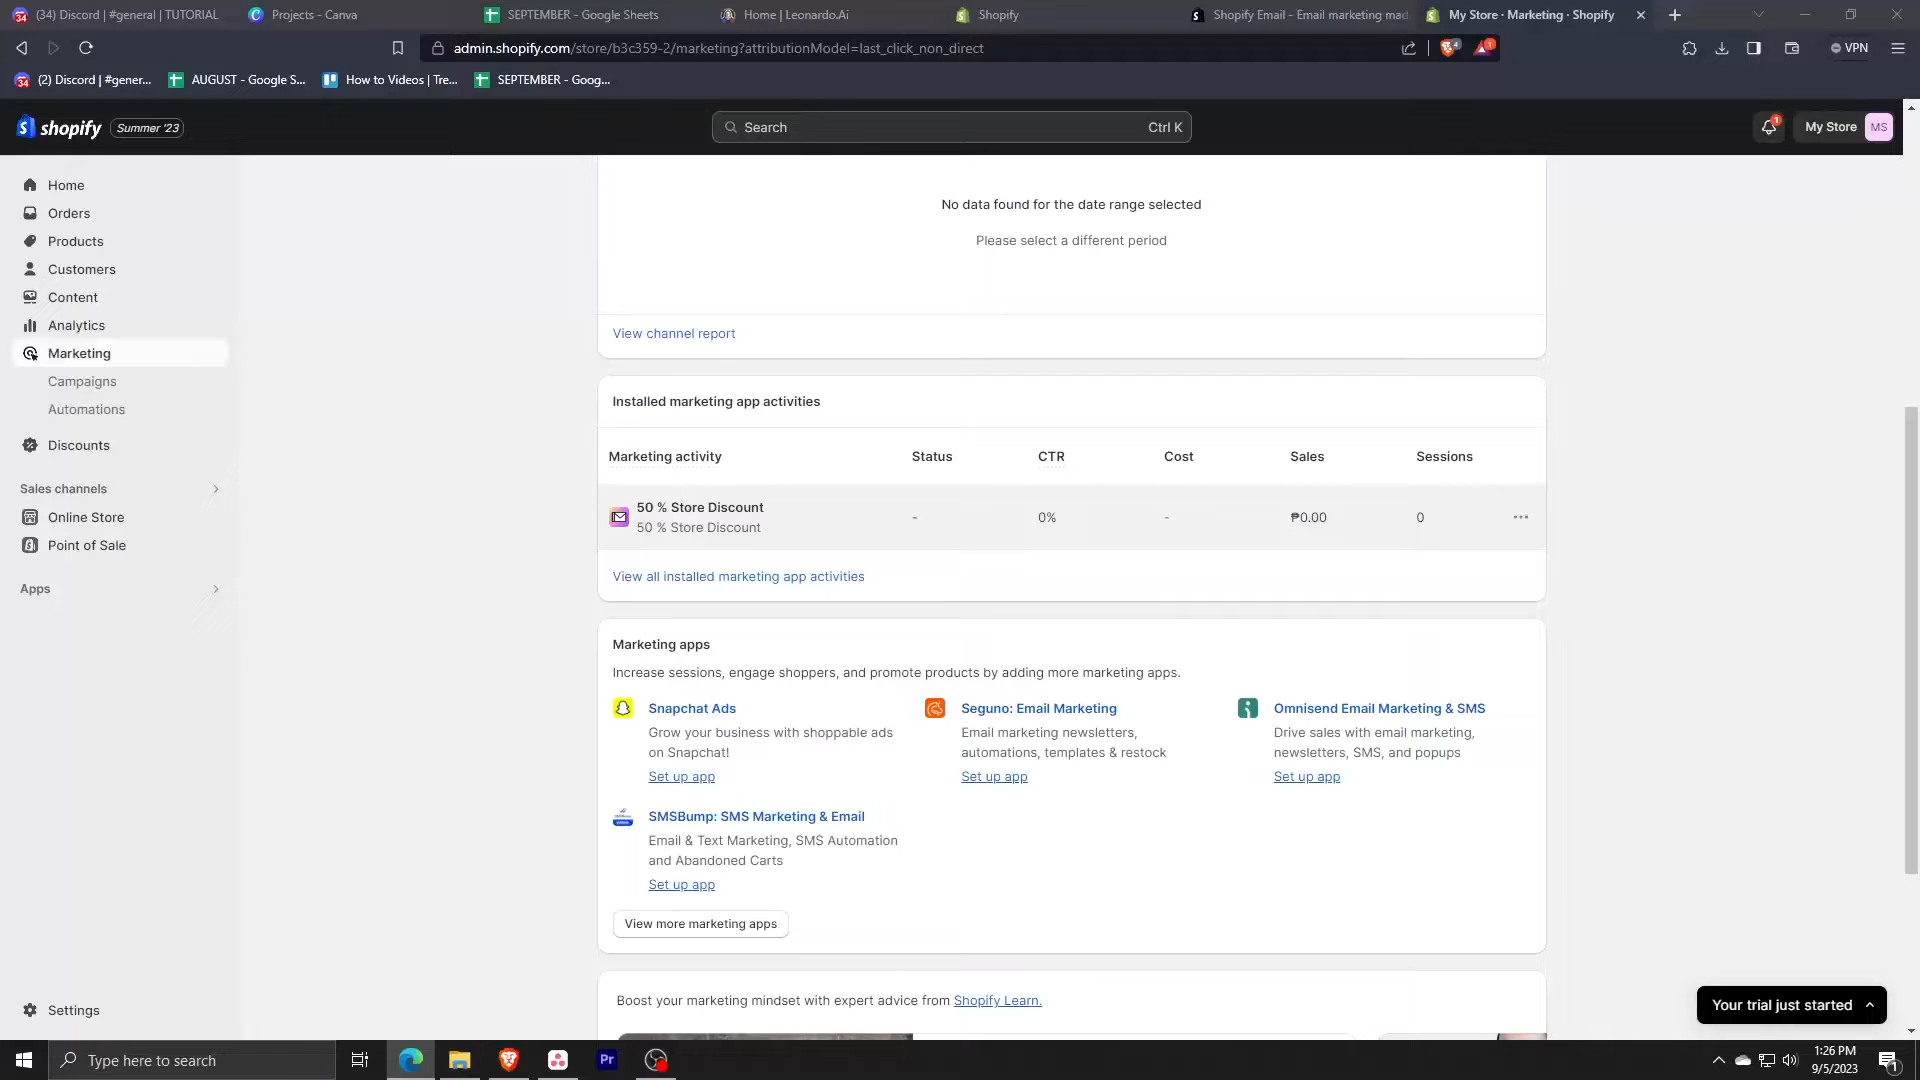 (34) Discord | #general | TUTORIAL
Projects - Canva
SEPTEMBER - Google Sheets
Home | Leonardo.Ai
Shopify
Shopify Email - Email marketing mad
My Store · Marketing · Shopify
admin.shopify.com/store/b3c359-2/marketing?attributionModel=last_click_non_direct
4
1
VPN
(2) Discord | #gener...
AUGUST - Google S...
How to Videos | Tre...
SEPTEMBER - Goog...
shopify
Summer '23
Search
Ctrl K
1
My Store
MS
Home
Orders
Products
Customers
Content
Analytics
Marketing
Campaigns
Automations
Discounts
Sales channels
Online Store
Point of Sale
Apps
Settings
No data found for the date range selected
Please select a different period
View channel report
Installed marketing app activities
Marketing activity Status CTR Cost Sales Sessions
50 % Store Discount
50 % Store Discount
- 0% - ₱0.00 0
View all installed marketing app activities
Marketing apps
Increase sessions, engage shoppers, and promote products by adding more marketing apps.
Snapchat Ads
Grow your business with shoppable ads
on Snapchat!
Set up app
Seguno: Email Marketing
Email marketing newsletters,
automations, templates & restock
Set up app
Omnisend Email Marketing & SMS
Drive sales with email marketing,
newsletters, SMS, and popups
Set up app
SMSBump: SMS Marketing & Email
Email & Text Marketing, SMS Automation
and Abandoned Carts
Set up app
View more marketing apps
Boost your marketing mindset with expert advice from Shopify Learn.
Your trial just started
Type here to search
Pr
1:26 PM
9/5/2023
1